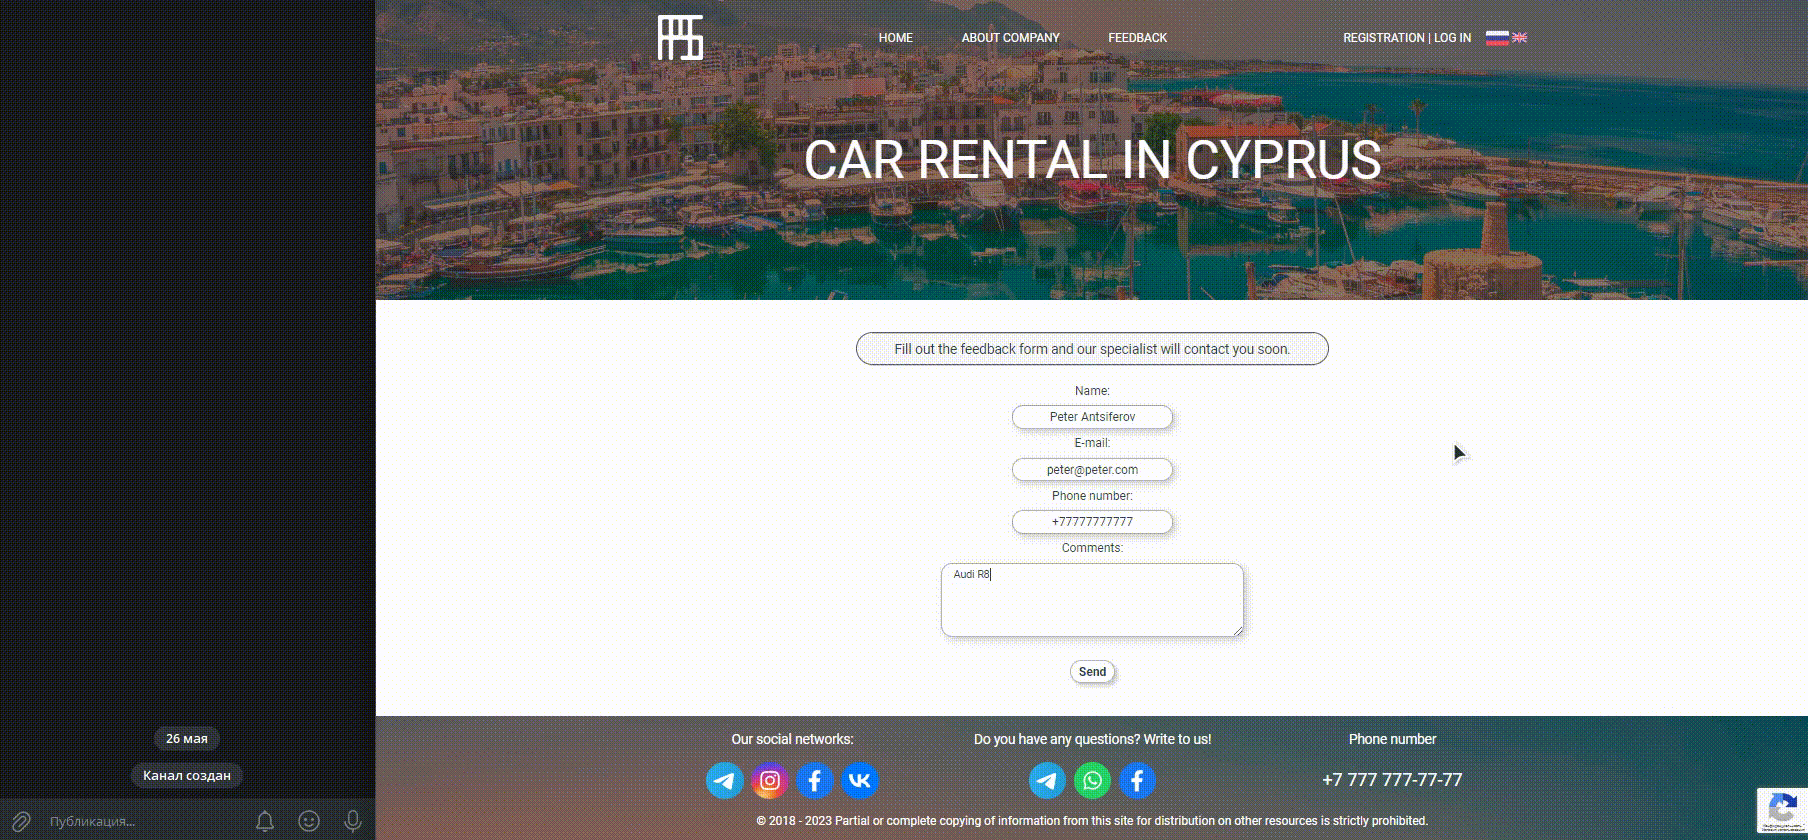 HOME
ABOUT COMPANY
FEEDBACK
REGISTRATION | LOG IN
CAR RENTAL IN CYPRUS
Fill out the feedback form and our specialist will contact you soon.
Name:
Peter Antsiferov
E-mail:
peter@peter.com
Phone number:
+77777777777
Comments:
Audi R8
Send
26 мая
Канал создан
Публикация...
Our social networks:
Do you have any questions? Write to us!
Phone number
+7 777 777-77-77
© 2018 - 2023 Partial or complete copying of information from this site for distribution on other resources is strictly prohibited.